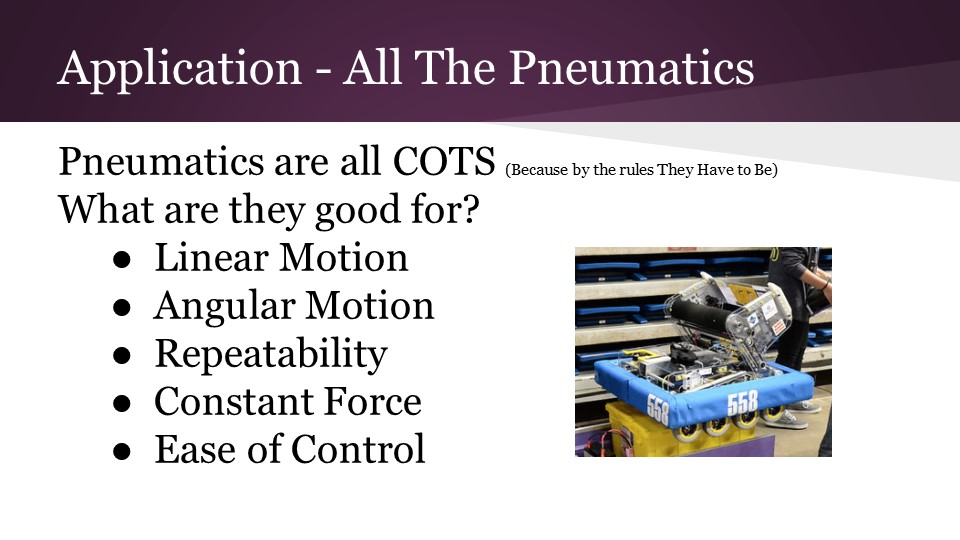 Application - All The Pneumatics
Pneumatics are all COTS (Because by the rules They Have to Be)
What are they good for?
● Linear Motion
● Angular Motion
● Repeatability
● Constant Force
● Ease of Control
558
558